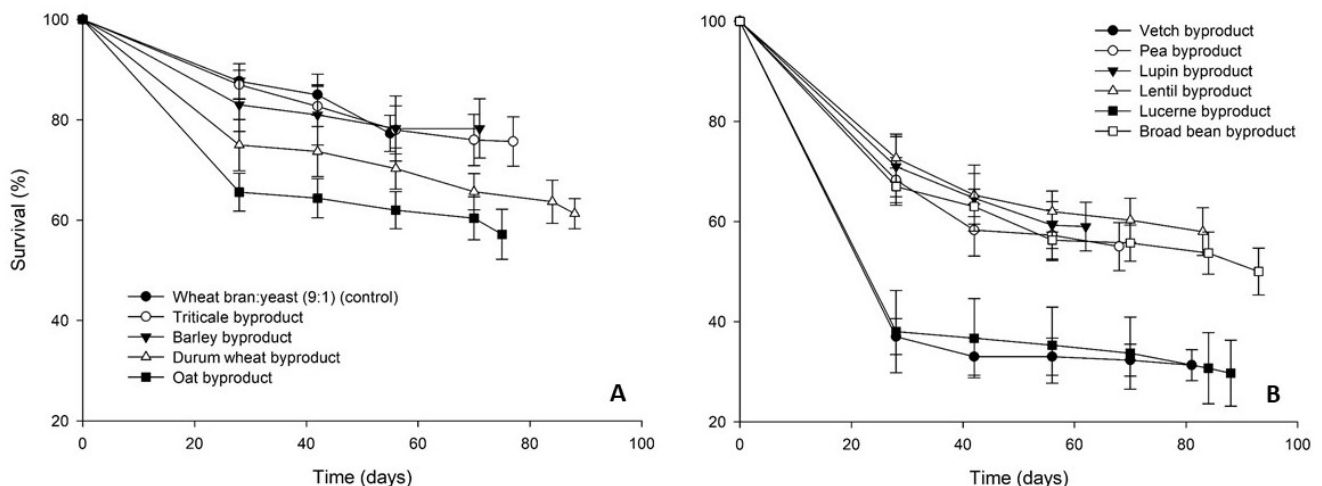 100
80
60
40
20
Survival (%)
Wheat bran:yeast (9:1) (control)
Triticale byproduct
Barley byproduct
Durum wheat byproduct
Oat byproduct
A
0 20 40 60 80 100
Time (days)
100
80
60
40
20
Vetch byproduct
Pea byproduct
Lupin byproduct
Lentil byproduct
Lucerne byproduct
Broad bean byproduct
B
0 20 40 60 80 100
Time (days)